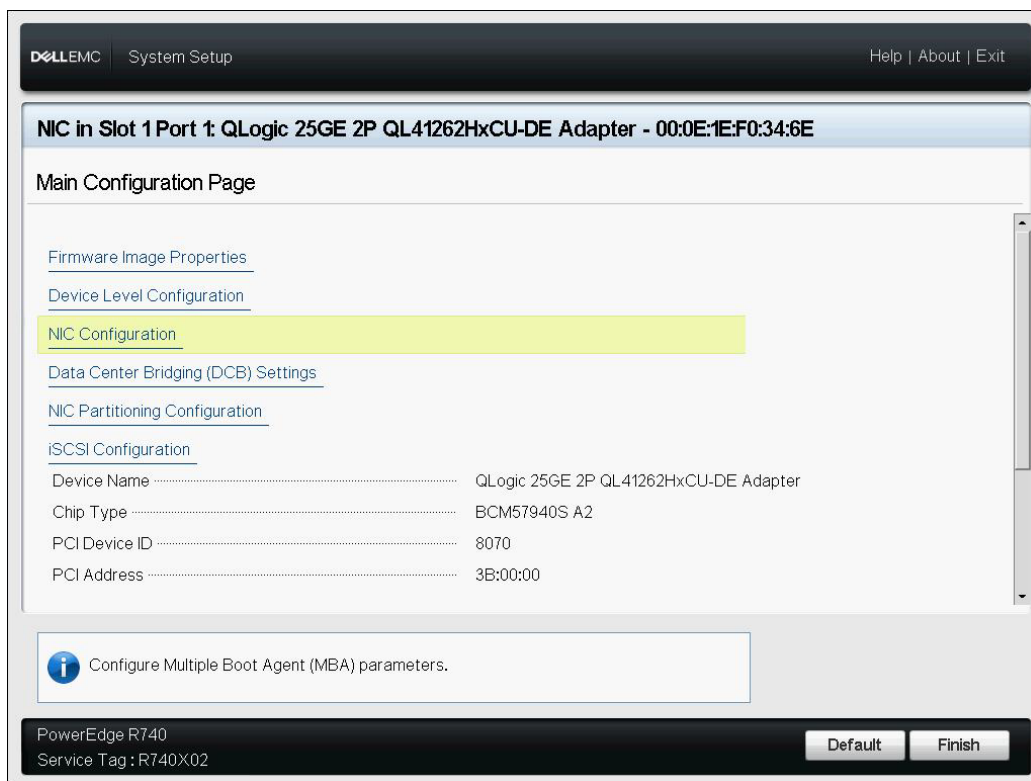 DELLEMC System Setup Help | About | Exit
NIC in Slot 1 Port 1: QLogic 25GE 2P QL41262HxCU-DE Adapter - 00:0E:1E:F0:34:6E
Main Configuration Page
Firmware Image Properties
Device Level Configuration
NIC Configuration
Data Center Bridging (DCB) Settings
NIC Partitioning Configuration
iSCSI Configuration
Device Name QLogic 25GE 2P QL41262HxCU-DE Adapter
Chip Type BCM57940S A2
PCI Device ID 8070
PCI Address 3B:00:00
Configure Multiple Boot Agent (MBA) parameters.
PowerEdge R740
Service Tag : R740X02
Default Finish